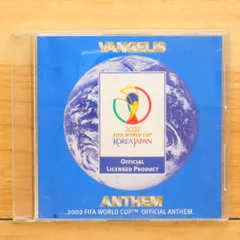 VANGELIS
2002
FIFA WORLD CUP
KOREA JAPAN
OFFICIAL
LICENSED PRODUCT
ANTHEM
2002 FIFA WORLD CUP™ OFFICIAL ANTHEM